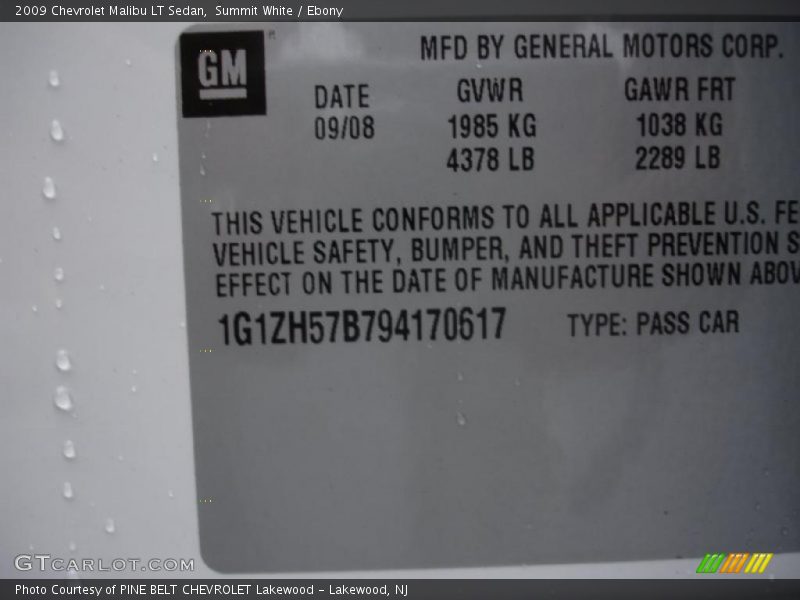 2009 Chevrolet Malibu LT Sedan, Summit White / Ebony
GM
MFD BY GENERAL MOTORS CORP.
DATE GVWR GAWR FRT
09/08 1985 KG 1038 KG
4378 LB 2289 LB
THIS VEHICLE CONFORMS TO ALL APPLICABLE U.S. FE
VEHICLE SAFETY, BUMPER, AND THEFT PREVENTION S
EFFECT ON THE DATE OF MANUFACTURE SHOWN ABOV
1G1ZH57B794170617 TYPE: PASS CAR
GTCARLOT.COM
Photo Courtesy of PINE BELT CHEVROLET Lakewood - Lakewood, NJ